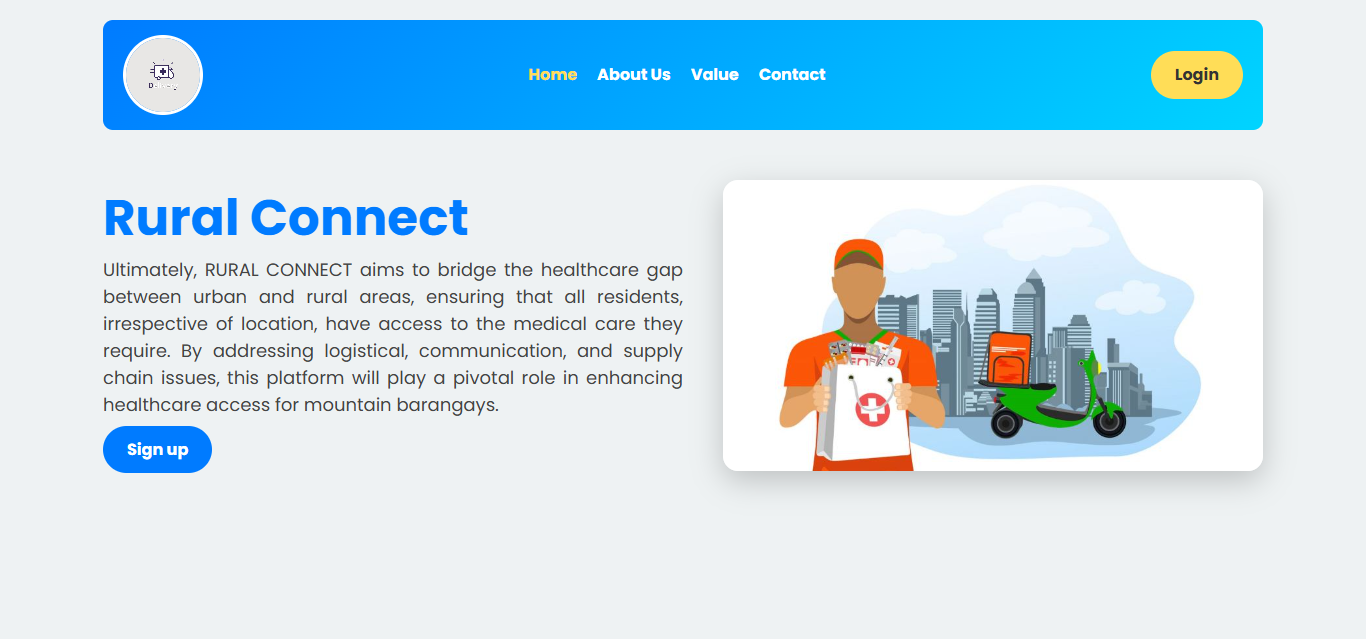 Home About Us Value Contact
Login
Rural Connect
Ultimately, RURAL CONNECT aims to bridge the healthcare gap
between urban and rural areas, ensuring that all residents,
irrespective of location, have access to the medical care they
require. By addressing logistical, communication, and supply
chain issues, this platform will play a pivotal role in enhancing
healthcare access for mountain barangays.
Sign up